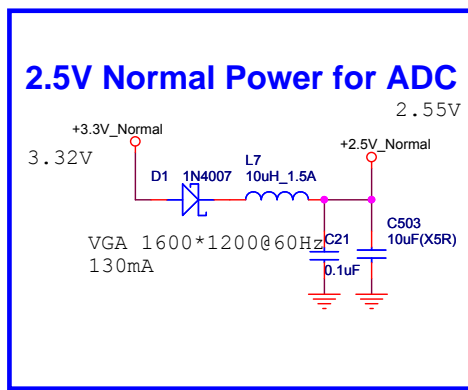 2.5V Normal Power for ADC
2.55V
+3.3V_Normal
+2.5V_Normal
3.32V
L7
D1 1N4007 10uH_1.5A
C503
VGA 1600*1200@60Hz C21 10uF(X5R)
130mA 0.1uF